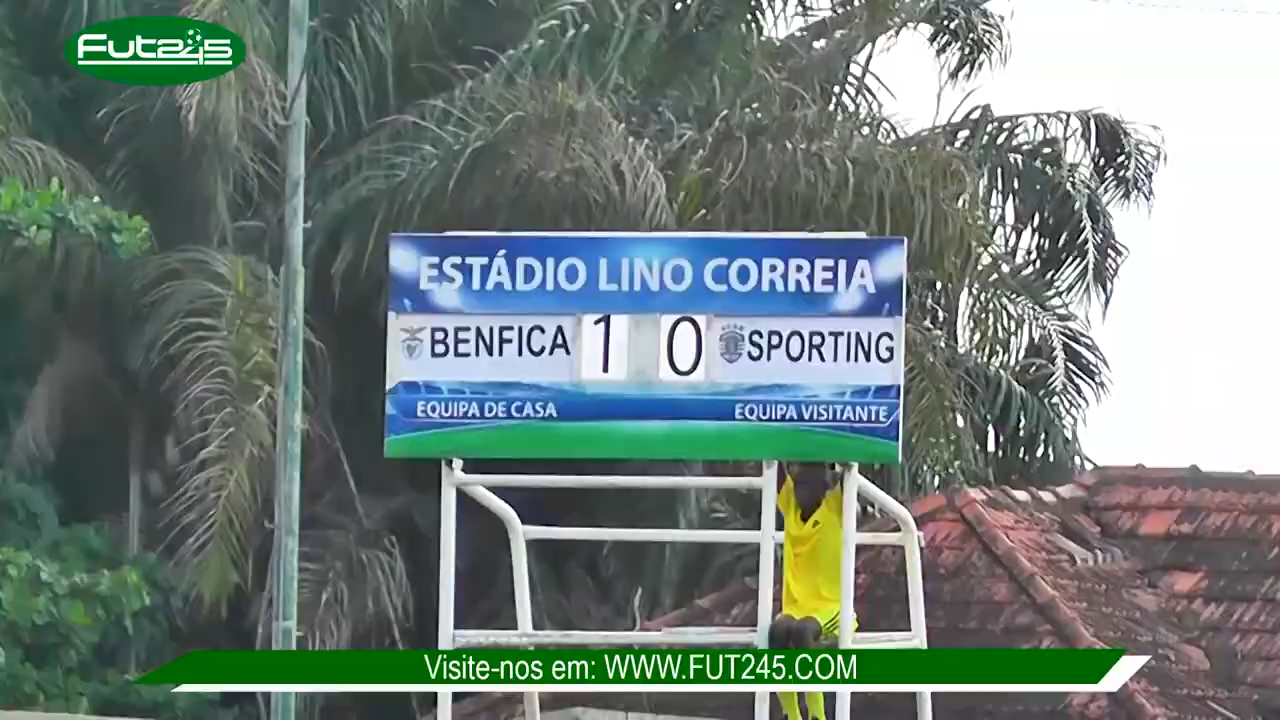 Fut245
ESTÁDIO LINO CORREIA
BENFICA 1 0 SPORTING
EQUIPA DE CASA EQUIPA VISITANTE
Visite-nos em: WWW.FUT245.COM